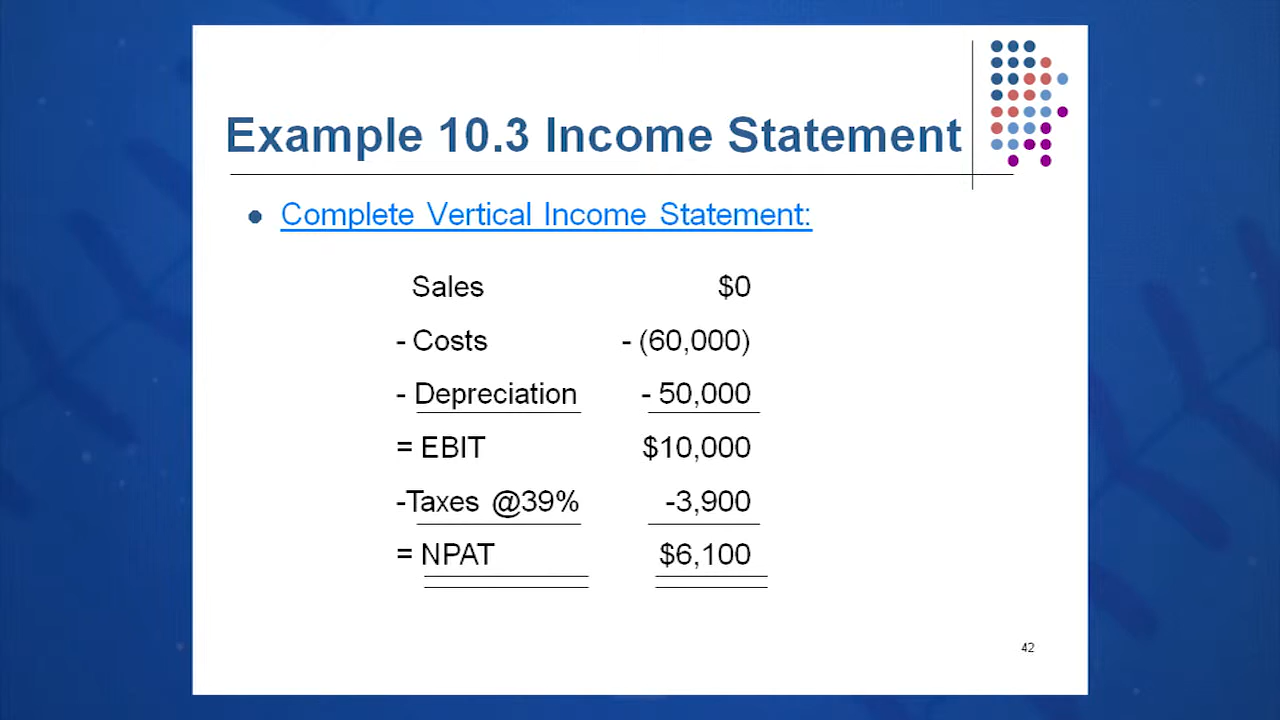 Example 10.3 Income Statement
Complete Vertical Income Statement:
Sales $0
- Costs - (60,000)
- Depreciation - 50,000
= EBIT $10,000
-Taxes @39% -3,900
= NPAT $6,100
42